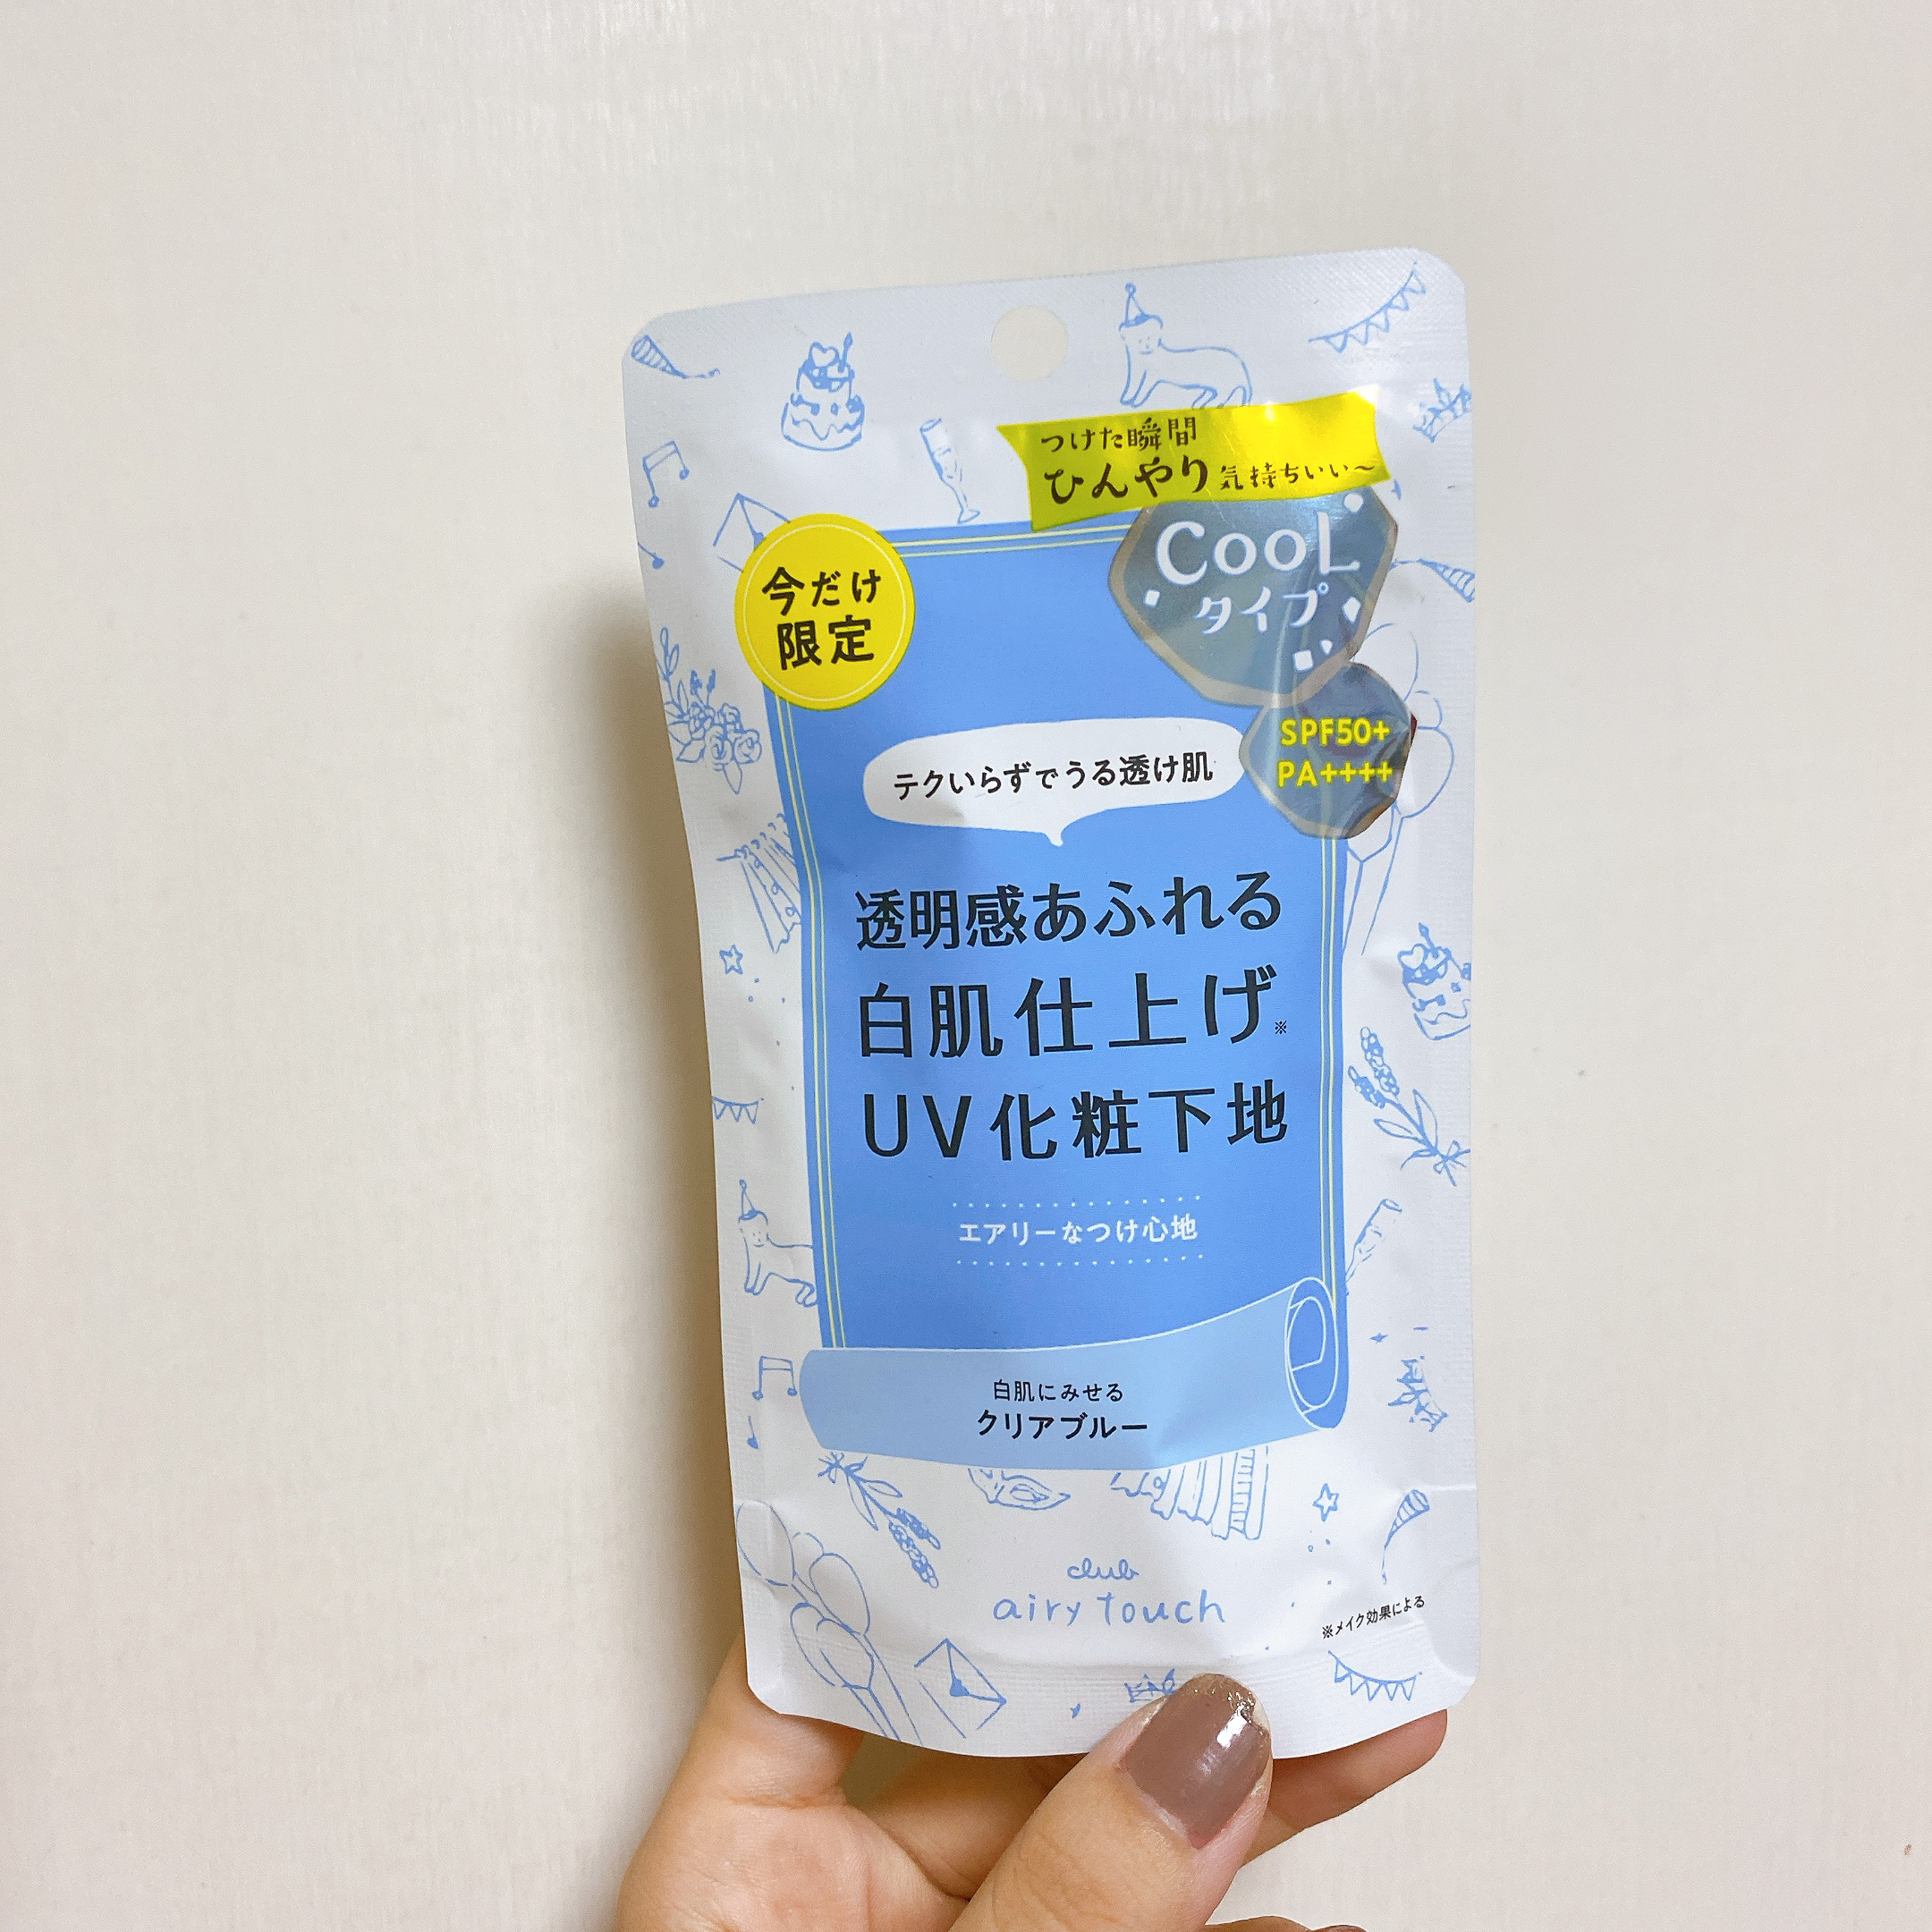 つけた瞬間
ひんやり気持ちいい〜
CooL
タイプ
今だけ
限定
SPF50+
PA++++
テクいらずでうる透け肌
透明感あふれる
白肌仕上げ※
UV化粧下地
エアリーなつけ心地
白肌にみせる
クリアブルー
club
airy touch
※メイク効果による